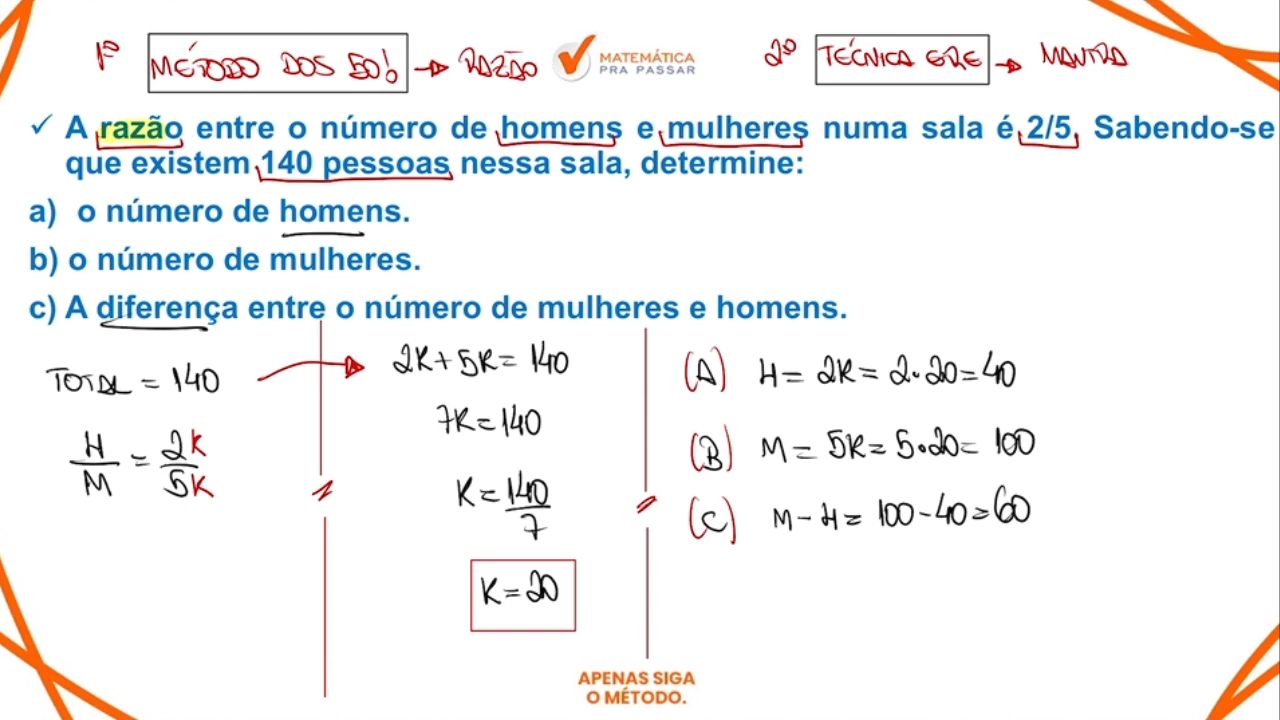 1º MÉTODO DOS 50! → RAZÃO
MATEMÁTICA
PRA PASSAR
2º TÉCNICA GRE → MANTRA
✓ A razão entre o número de homens e mulheres numa sala é 2/5. Sabendo-se
que existem 140 pessoas nessa sala, determine:
a) o número de homens.
b) o número de mulheres.
c) A diferença entre o número de mulheres e homens.
TOTAL = 140
H/M = 2K/5K
2K + 5K = 140
7K = 140
K = 140/7
K = 20
(A) H = 2K = 2.20 = 40
(B) M = 5K = 5.20 = 100
(C) M - H = 100 - 40 = 60
APENAS SIGA
O MÉTODO.